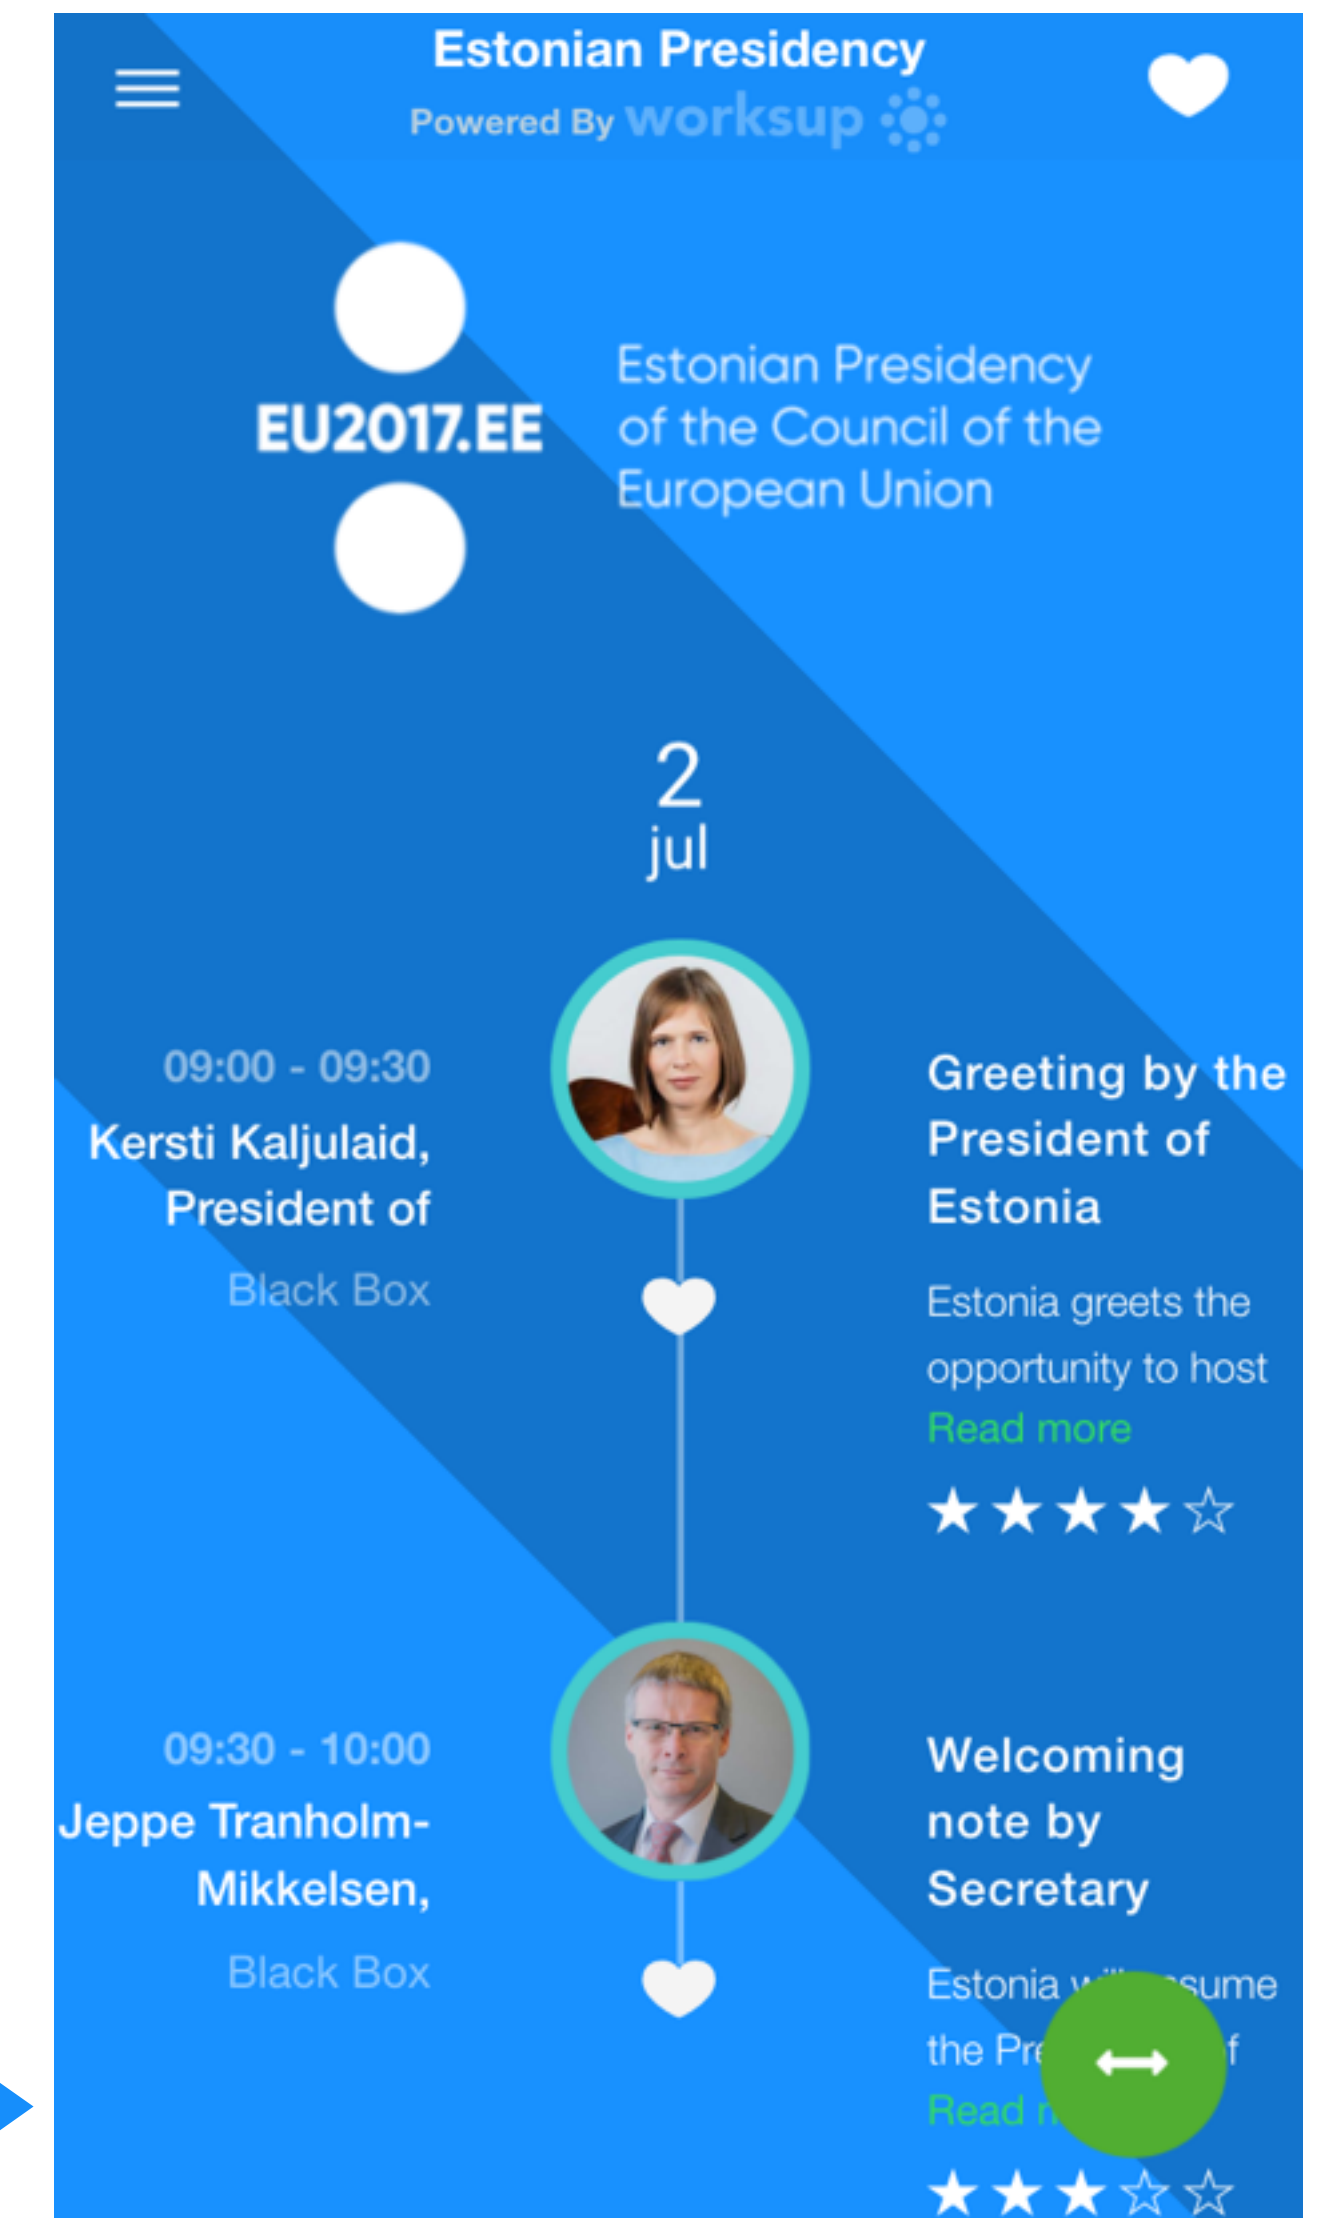 Estonian Presidency
Powered By worksup
EU2017.EE
Estonian Presidency
of the Council of the
European Union
2
jul
09:00 - 09:30
Kersti Kaljulaid,
President of
Black Box
Greeting by the
President of
Estonia
Estonia greets the
opportunity to host
Read more
09:30 - 10:00
Jeppe Tranholm-
Mikkelsen,
Black Box
Welcoming
note by
Secretary
Estonia
the
Read